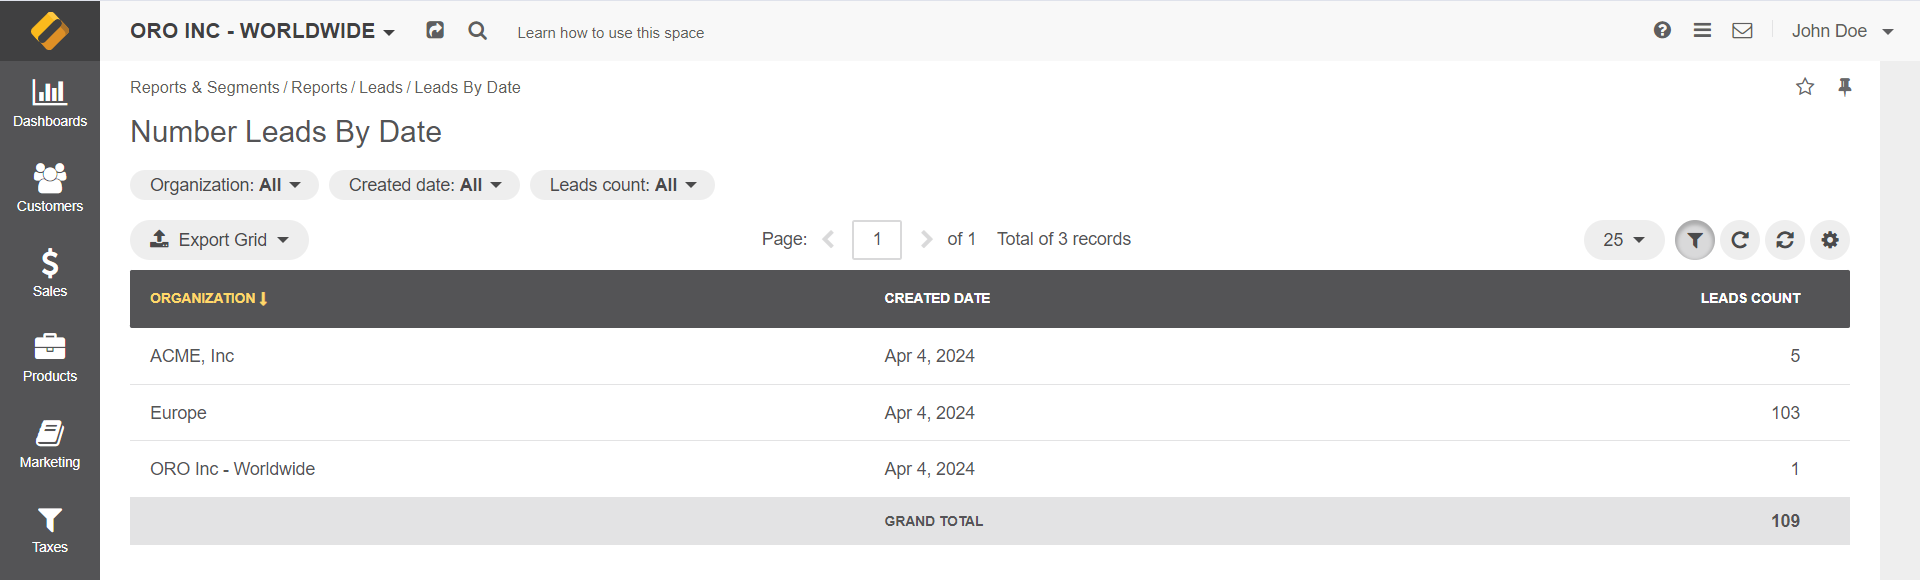 ORO INC - WORLDWIDE
Learn how to use this space
John Doe
Dashboards
Customers
Sales
Products
Marketing
Taxes
Reports & Segments / Reports / Leads / Leads By Date
Number Leads By Date
Organization: All Created date: All Leads count: All
Export Grid Page: 1 of 1 Total of 3 records 25
ORGANIZATION CREATED DATE LEADS COUNT
ACME, Inc Apr 4, 2024 5
Europe Apr 4, 2024 103
ORO Inc - Worldwide Apr 4, 2024 1
GRAND TOTAL 109